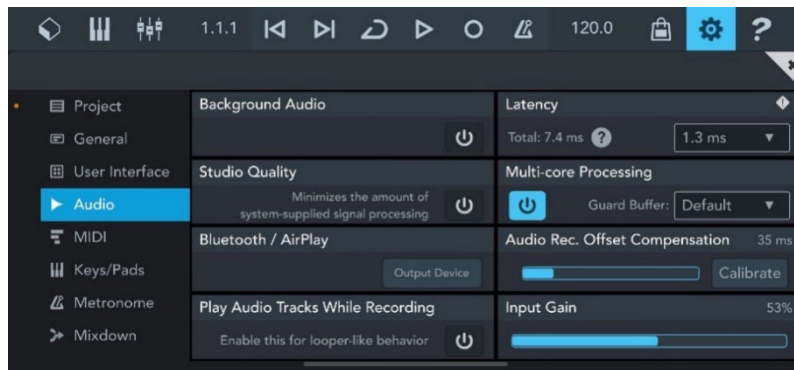 1.1.1 120.0 ?
Project
General
User Interface
Audio
MIDI
Keys/Pads
Metronome
Mixdown
Background Audio
Studio Quality
Minimizes the amount of
system-supplied signal processing
Bluetooth / AirPlay
Output Device
Play Audio Tracks While Recording
Enable this for looper-like behavior
Latency
Total: 7.4 ms ? 1.3 ms
Multi-core Processing
Guard Buffer: Default
Audio Rec. Offset Compensation 35 ms
Calibrate
Input Gain 53%